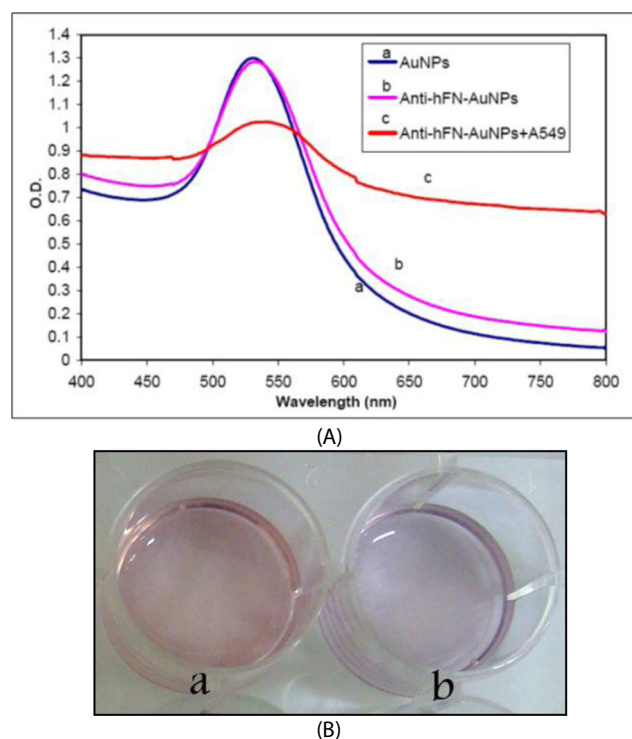 1.4
1.3
1.2
1.1
1
0.9
0.8
0.7
0.6
0.5
0.4
0.3
0.2
0.1
0
O.D.
a
AuNPs
b
Anti-hFN-AuNPs
c
Anti-hFN-AuNPs+A549
c
b
a
400 450 500 550 600 650 700 750 800
Wavelength (nm)
(A)
a b
(B)